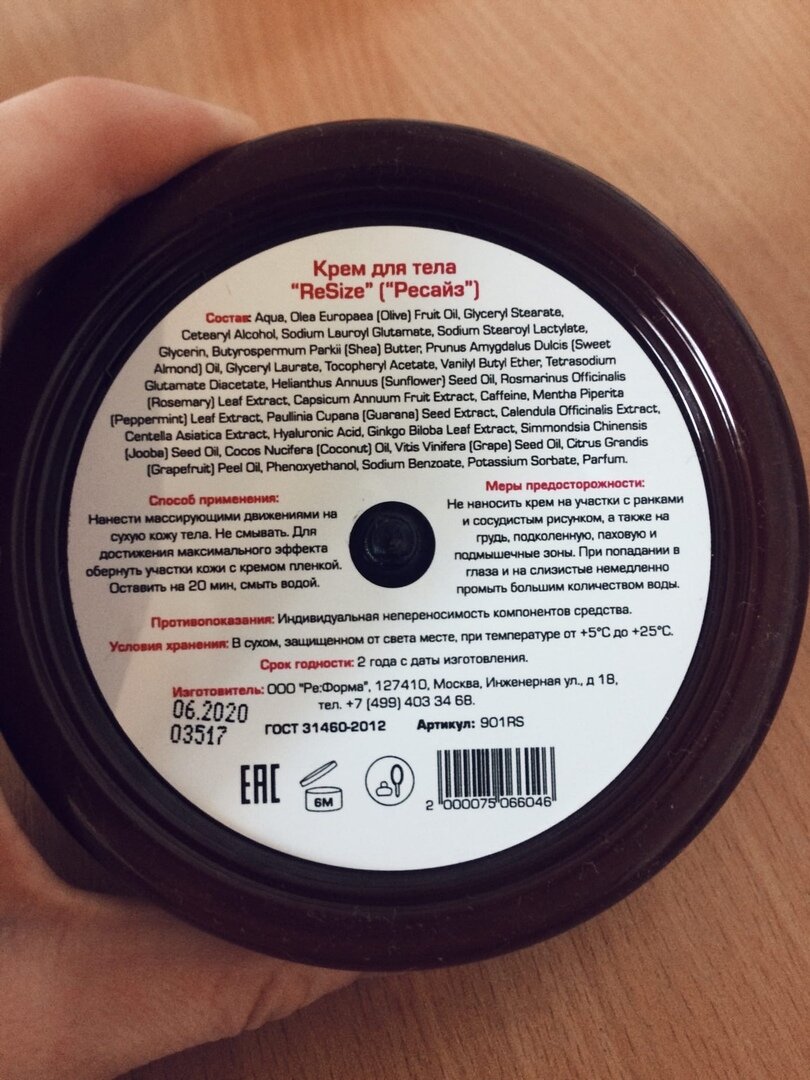 Крем для тела
“ReSize” (“Ресайз”)
Состав: Aqua, Olea Europaea (Olive) Fruit Oil, Glyceryl Stearate,
Cetearyl Alcohol, Sodium Lauroyl Glutamate, Sodium Stearoyl Lactylate,
Glycerin, Butyrospermum Parkii (Shea) Butter, Prunus Amygdalus Dulcis (Sweet
Almond) Oil, Glyceryl Laurate, Tocopheryl Acetate, Vanilyl Butyl Ether, Tetrasodium
Glutamate Diacetate, Helianthus Annuus (Sunflower) Seed Oil, Rosmarinus Officinalis
(Rosemary) Leaf Extract, Capsicum Annuum Fruit Extract, Caffeine, Mentha Piperita
(Peppermint) Leaf Extract, Paullinia Cupana (Guarana) Seed Extract, Calendula Officinalis Extract,
Centella Asiatica Extract, Hyaluronic Acid, Ginkgo Biloba Leaf Extract, Simmondsia Chinensis
(Jooba) Seed Oil, Cocos Nucifera (Coconut) Oil, Vitis Vinifera (Grape) Seed Oil, Citrus Grandis
(Grapefruit) Peel Oil, Phenoxyethanol, Sodium Benzoate, Potassium Sorbate, Parfum.
Способ применения:
Нанести массирующими движениями на
сухую кожу тела. Не смывать. Для
достижения максимального эффекта
обернуть участки кожи с кремом пленкой.
Оставить на 20 мин, смыть водой.
Меры предосторожности:
Не наносить крем на участки с ранками
и сосудистым рисунком, а также на
грудь, подколенную, паховую и
подмышечные зоны. При попадании в
глаза и на слизистые немедленно
промыть большим количеством воды.
Противопоказания: Индивидуальная непереносимость компонентов средства.
Условия хранения: В сухом, защищенном от света месте, при температуре от +5°С до +25°С.
Срок годности: 2 года с даты изготовления.
Изготовитель: ООО "Ре:Форма", 127410, Москва, Инженерная ул., д 18,
тел. +7 (499) 403 34 68.
06.2020
03517
ГОСТ 31460-2012
Артикул: 901RS
EAC
6M
2 000075 066046